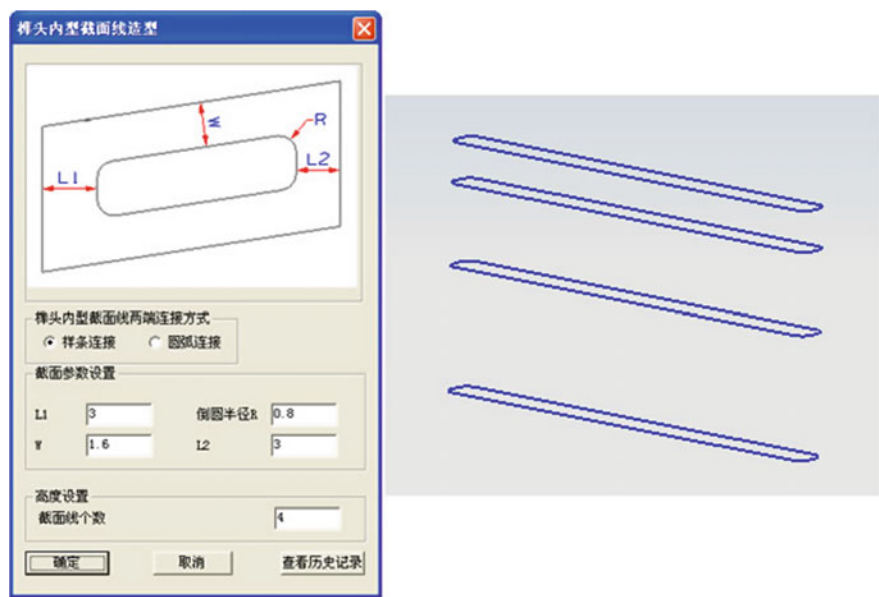 榫头内型截面线造型
W
R
L1
L2
榫头内型截面线两端连接方式
样条连接 圆弧连接
截面参数设置
L1 3 倒圆半径R 0.8
W 1.6 L2 3
高度设置
截面线个数 4
确定 取消 查看历史记录